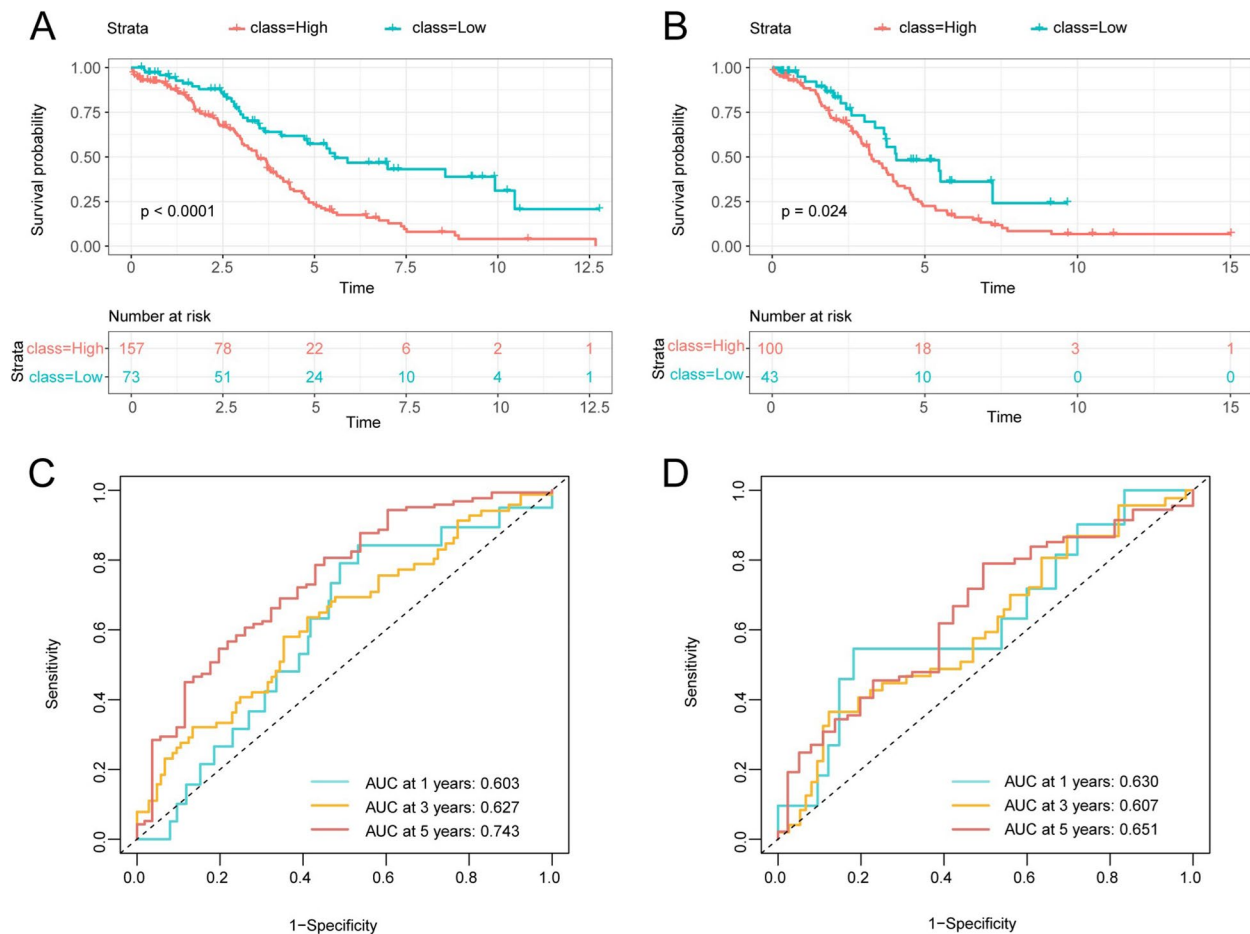 A
Strata class=High class=Low
1.00
0.75
0.50
0.25
0.00
Survival probability
p < 0.0001
0 2.5 5 7.5 10 12.5
Time
Number at risk
Strata
class=High 157 78 22 6 2 1
class=Low 73 51 24 10 4 1
0 2.5 5 7.5 10 12.5
Time
B
Strata class=High class=Low
1.00
0.75
0.50
0.25
0.00
Survival probability
p = 0.024
0 5 10 15
Time
Number at risk
Strata
class=High 100 18 3 1
class=Low 43 10 0 0
0 5 10 15
Time
C
1.0
0.8
0.6
0.4
0.2
0.0
Sensitivity
AUC at 1 years: 0.603
AUC at 3 years: 0.627
AUC at 5 years: 0.743
0.0 0.2 0.4 0.6 0.8 1.0
1−Specificity
D
1.0
0.8
0.6
0.4
0.2
0.0
Sensitivity
AUC at 1 years: 0.630
AUC at 3 years: 0.607
AUC at 5 years: 0.651
0.0 0.2 0.4 0.6 0.8 1.0
1−Specificity